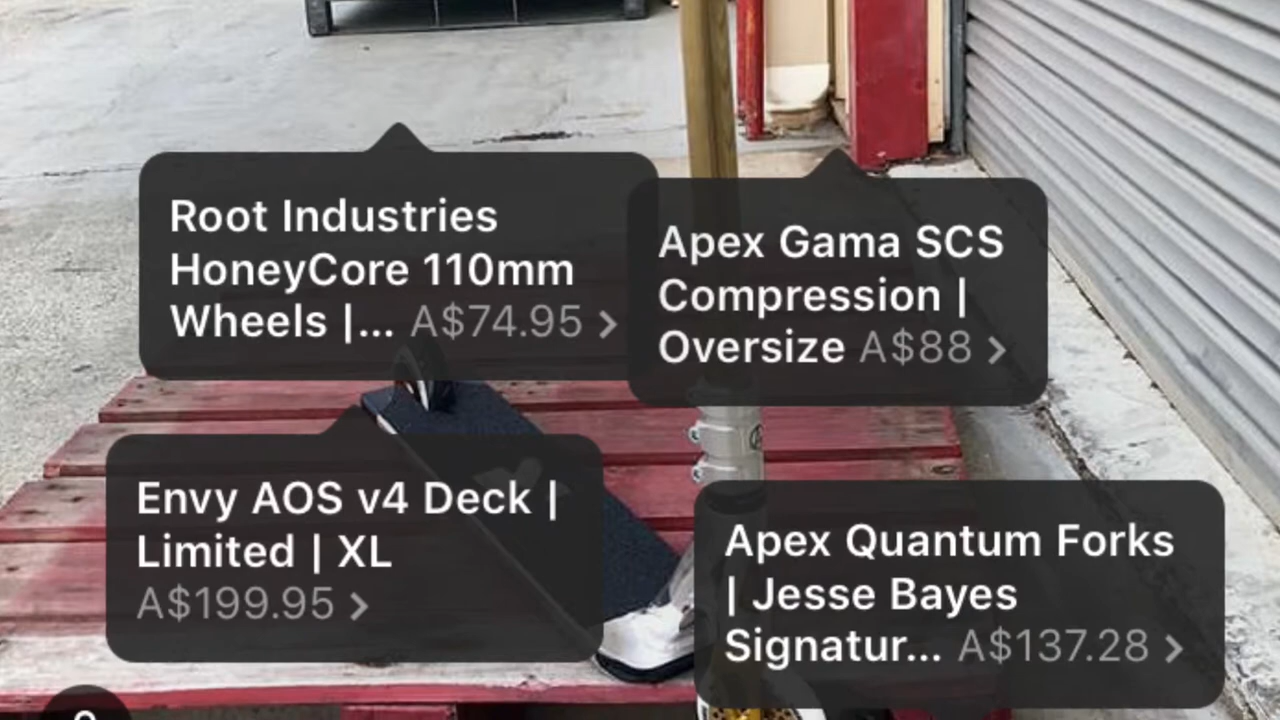 Root Industries
HoneyCore 110mm
Wheels |... A$74.95 >
Apex Gama SCS
Compression |
Oversize A$88 >
Envy AOS v4 Deck |
Limited | XL
A$199.95 >
Apex Quantum Forks
| Jesse Bayes
Signatur... A$137.28 >